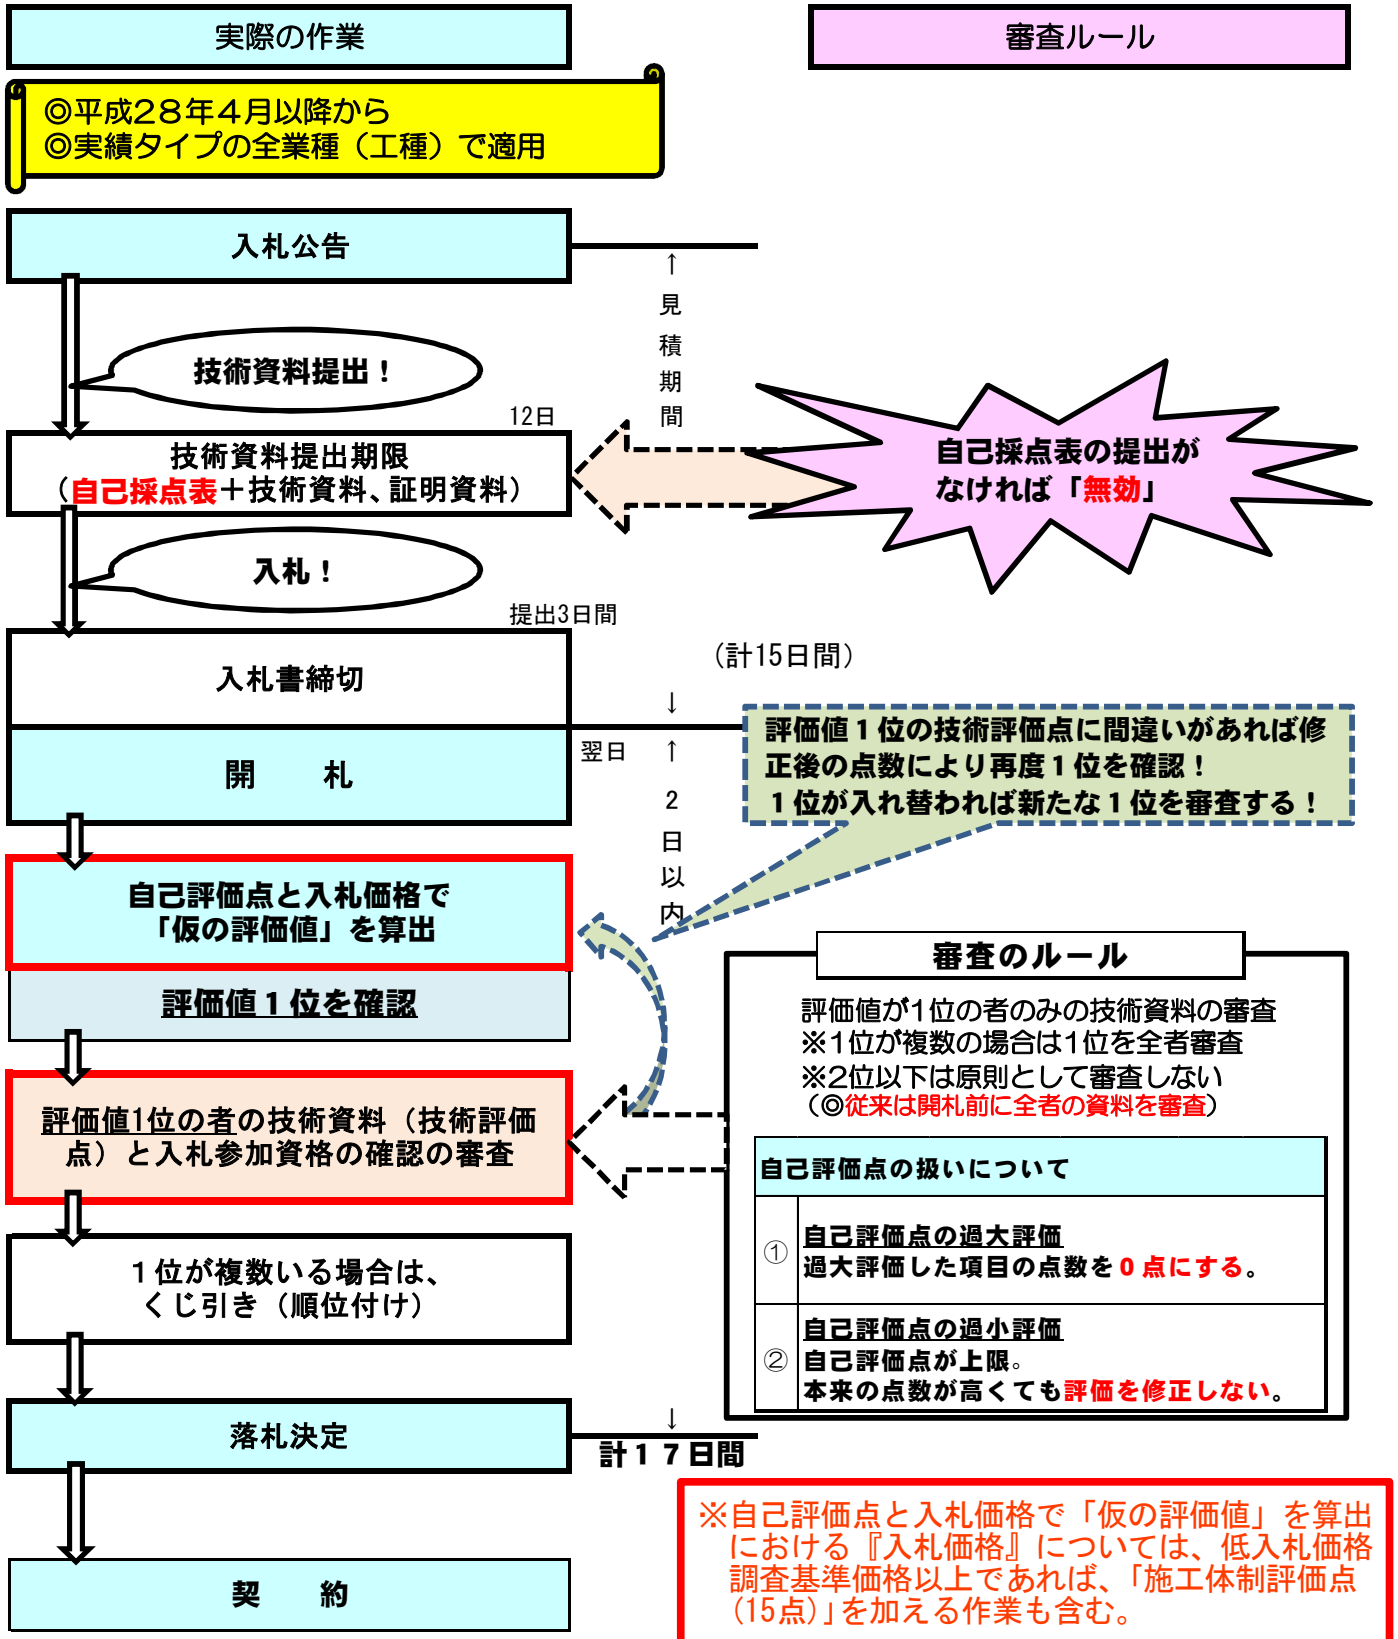 実際の作業
審査ルール
◎平成28年4月以降から
◎実績タイプの全業種（工種）で適用
入札公告
↑
見
積
期
間
技術資料提出！
12日
技術資料提出期限
（自己採点表＋技術資料、証明資料）
自己採点表の提出が
なければ「無効」
入札！
提出3日間
入札書締切
（計15日間）
↓
開　札
翌日
↑
2
日
以
内
評価値１位の技術評価点に間違いがあれば修
正後の点数により再度１位を確認！
１位が入れ替われば新たな１位を審査する！
自己評価点と入札価格で
「仮の評価値」を算出
評価値１位を確認
審査のルール
評価値が1位の者のみの技術資料の審査
※1位が複数の場合は1位を全者審査
※2位以下は原則として審査しない
（◎従来は開札前に全者の資料を審査）
評価値1位の者の技術資料（技術評価
点）と入札参加資格の確認の審査
自己評価点の扱いについて
①
自己評価点の過大評価
過大評価した項目の点数を０点にする。
②
自己評価点の過小評価
自己評価点が上限。
本来の点数が高くても評価を修正しない。
１位が複数いる場合は、
くじ引き（順位付け）
落札決定
↓
計１７日間
契　約
※自己評価点と入札価格で「仮の評価値」を算出
における『入札価格』については、低入札価格
調査基準価格以上であれば、「施工体制評価点
(15点)」を加える作業も含む。